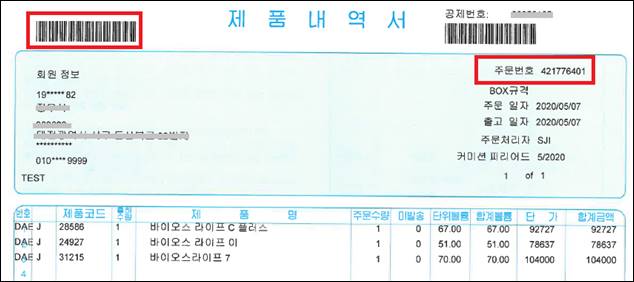 제 품 내 역 서
공제번호:
회원 정보
주문번호 421776401
19*****82
BOX규격
주문 일자 2020/05/07
출고 일자 2020/05/07
**********
주문처리자 SJI
010****9999
커미션 피리어드 5/2020
TEST
1 of 1
번호 제품코드 수량 제 품 명 주문수량 미발송 단위볼륨 합계볼륨 단 가 합계금액
DAE J 28586 1 바이오스 라이프 C 플러스 1 0 67.00 67.00 92727 92727
DAE J 24927 1 바이오스 라이프 이 1 0 51.00 51.00 78637 78637
DAE J 31215 1 바이오스라이프 7 1 0 70.00 70.00 104000 104000
4